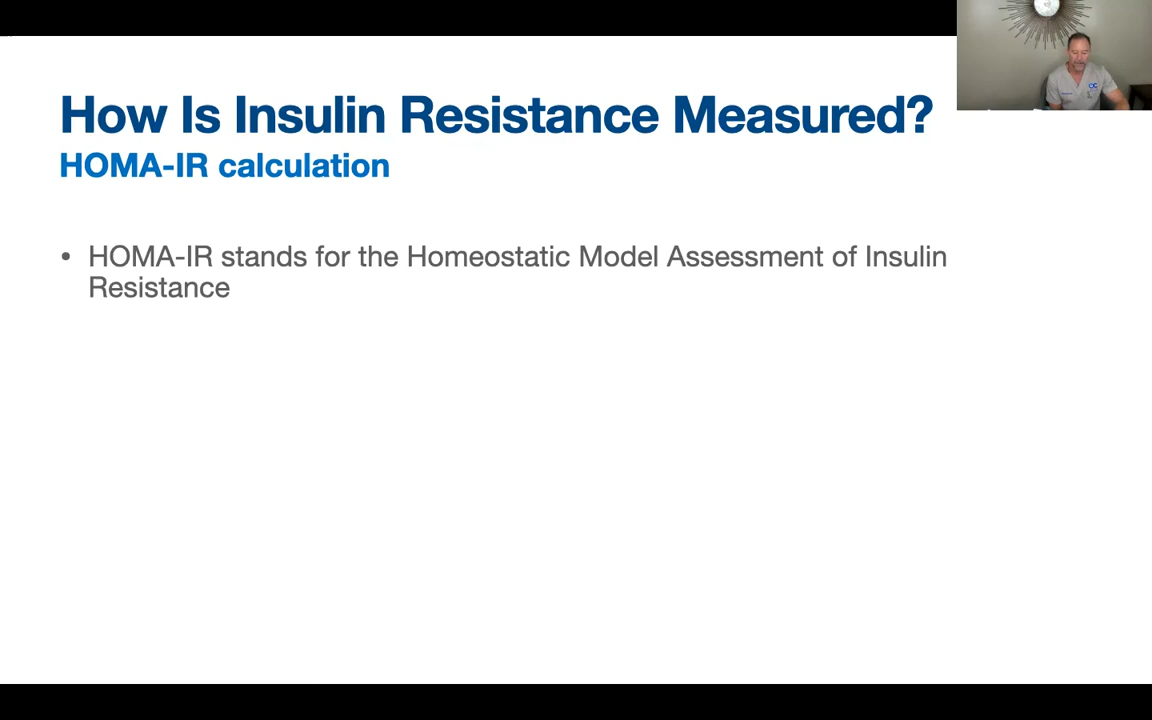 How Is Insulin Resistance Measured?
HOMA-IR calculation
• HOMA-IR stands for the Homeostatic Model Assessment of Insulin
Resistance